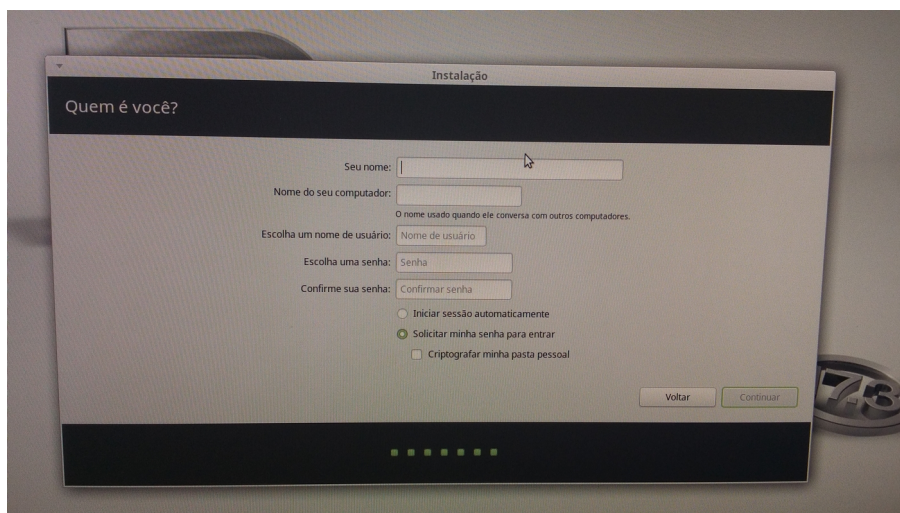 Instalação
Quem é você?
Seu nome:
Nome do seu computador:
O nome usado quando ele conversa com outros computadores.
Escolha um nome de usuário: Nome de usuário
Escolha uma senha: Senha
Confirme sua senha: Confirmar senha
Iniciar sessão automaticamente
Solicitar minha senha para entrar
Criptografar minha pasta pessoal
Voltar Continuar
17.3